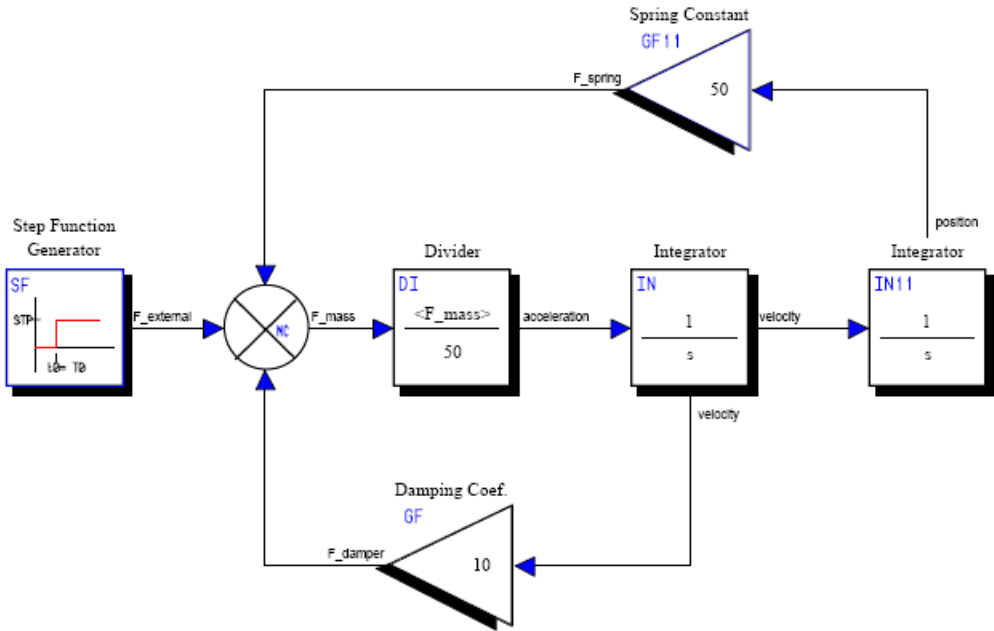 Spring Constant
GF11
F_spring
50
position
Step Function
Generator
SF
STP
t0= T0
F_external
NC
F_mass
Divider
DI
<F_mass>
50
acceleration
Integrator
IN
1
s
velocity
Integrator
IN11
1
s
velocity
Damping Coef.
GF
F_damper
10